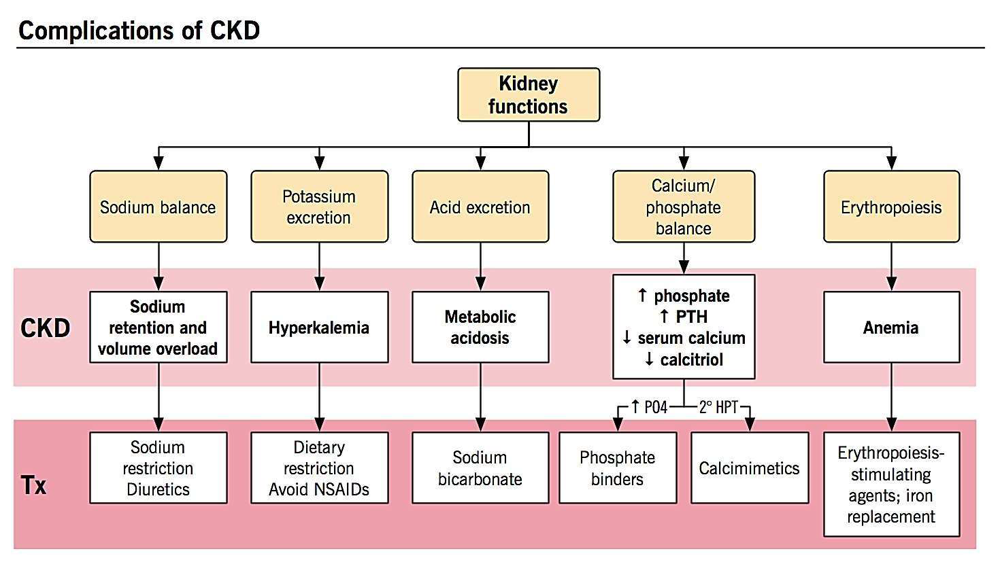 Complications of CKD
Kidney
functions
Sodium balance
Potassium
excretion
Acid excretion
Calcium/
phosphate
balance
Erythropoiesis
CKD
Sodium
retention and
volume overload
Hyperkalemia
Metabolic
acidosis
↑ phosphate
↑ PTH
↓ serum calcium
↓ calcitriol
Anemia
↑ PO4
2° HPT
Tx
Sodium
restriction
Diuretics
Dietary
restriction
Avoid NSAIDs
Sodium
bicarbonate
Phosphate
binders
Calcimimetics
Erythropoiesis-
stimulating
agents; iron
replacement